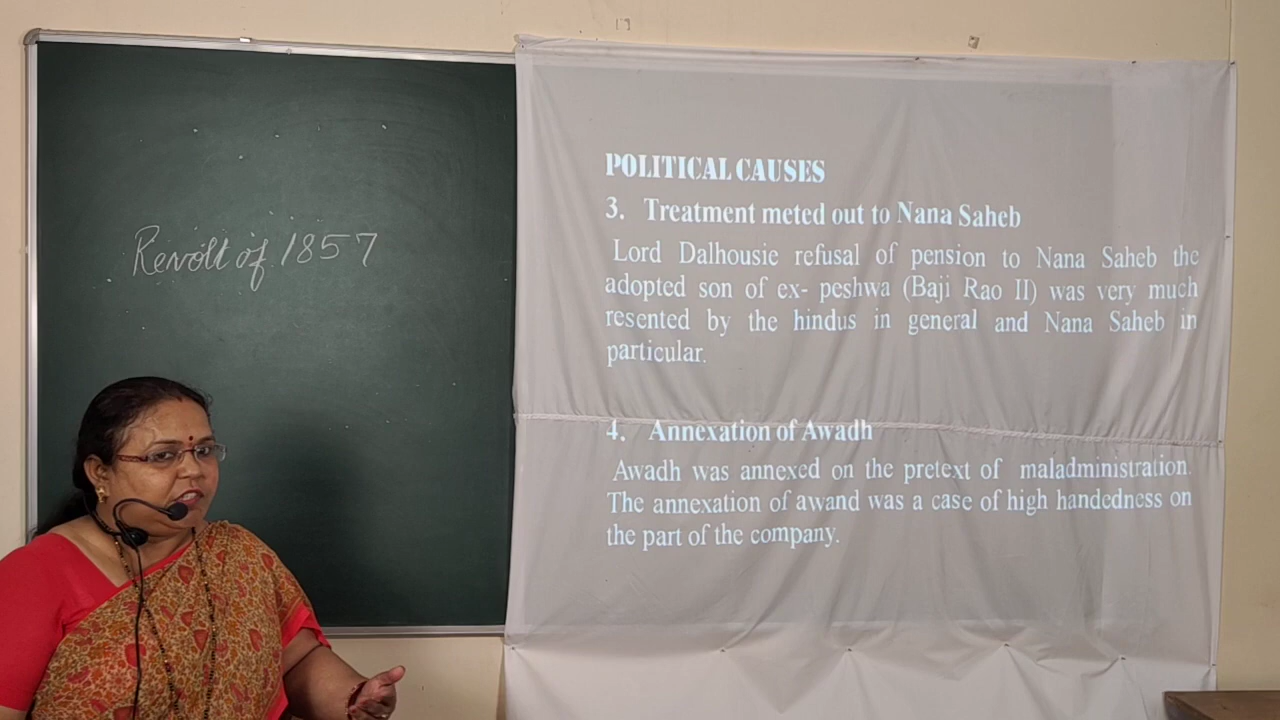 Revolt of 1857
POLITICAL CAUSES
3. Treatment meted out to Nana Saheb
Lord Dalhousie refusal of pension to Nana Saheb the
adopted son of ex- peshwa (Baji Rao II) was very much
resented by the hindus in general and Nana Saheb in
particular.
4. Annexation of Awadh
Awadh was annexed on the pretext of maladministration.
The annexation of awand was a case of high handedness on
the part of the company.